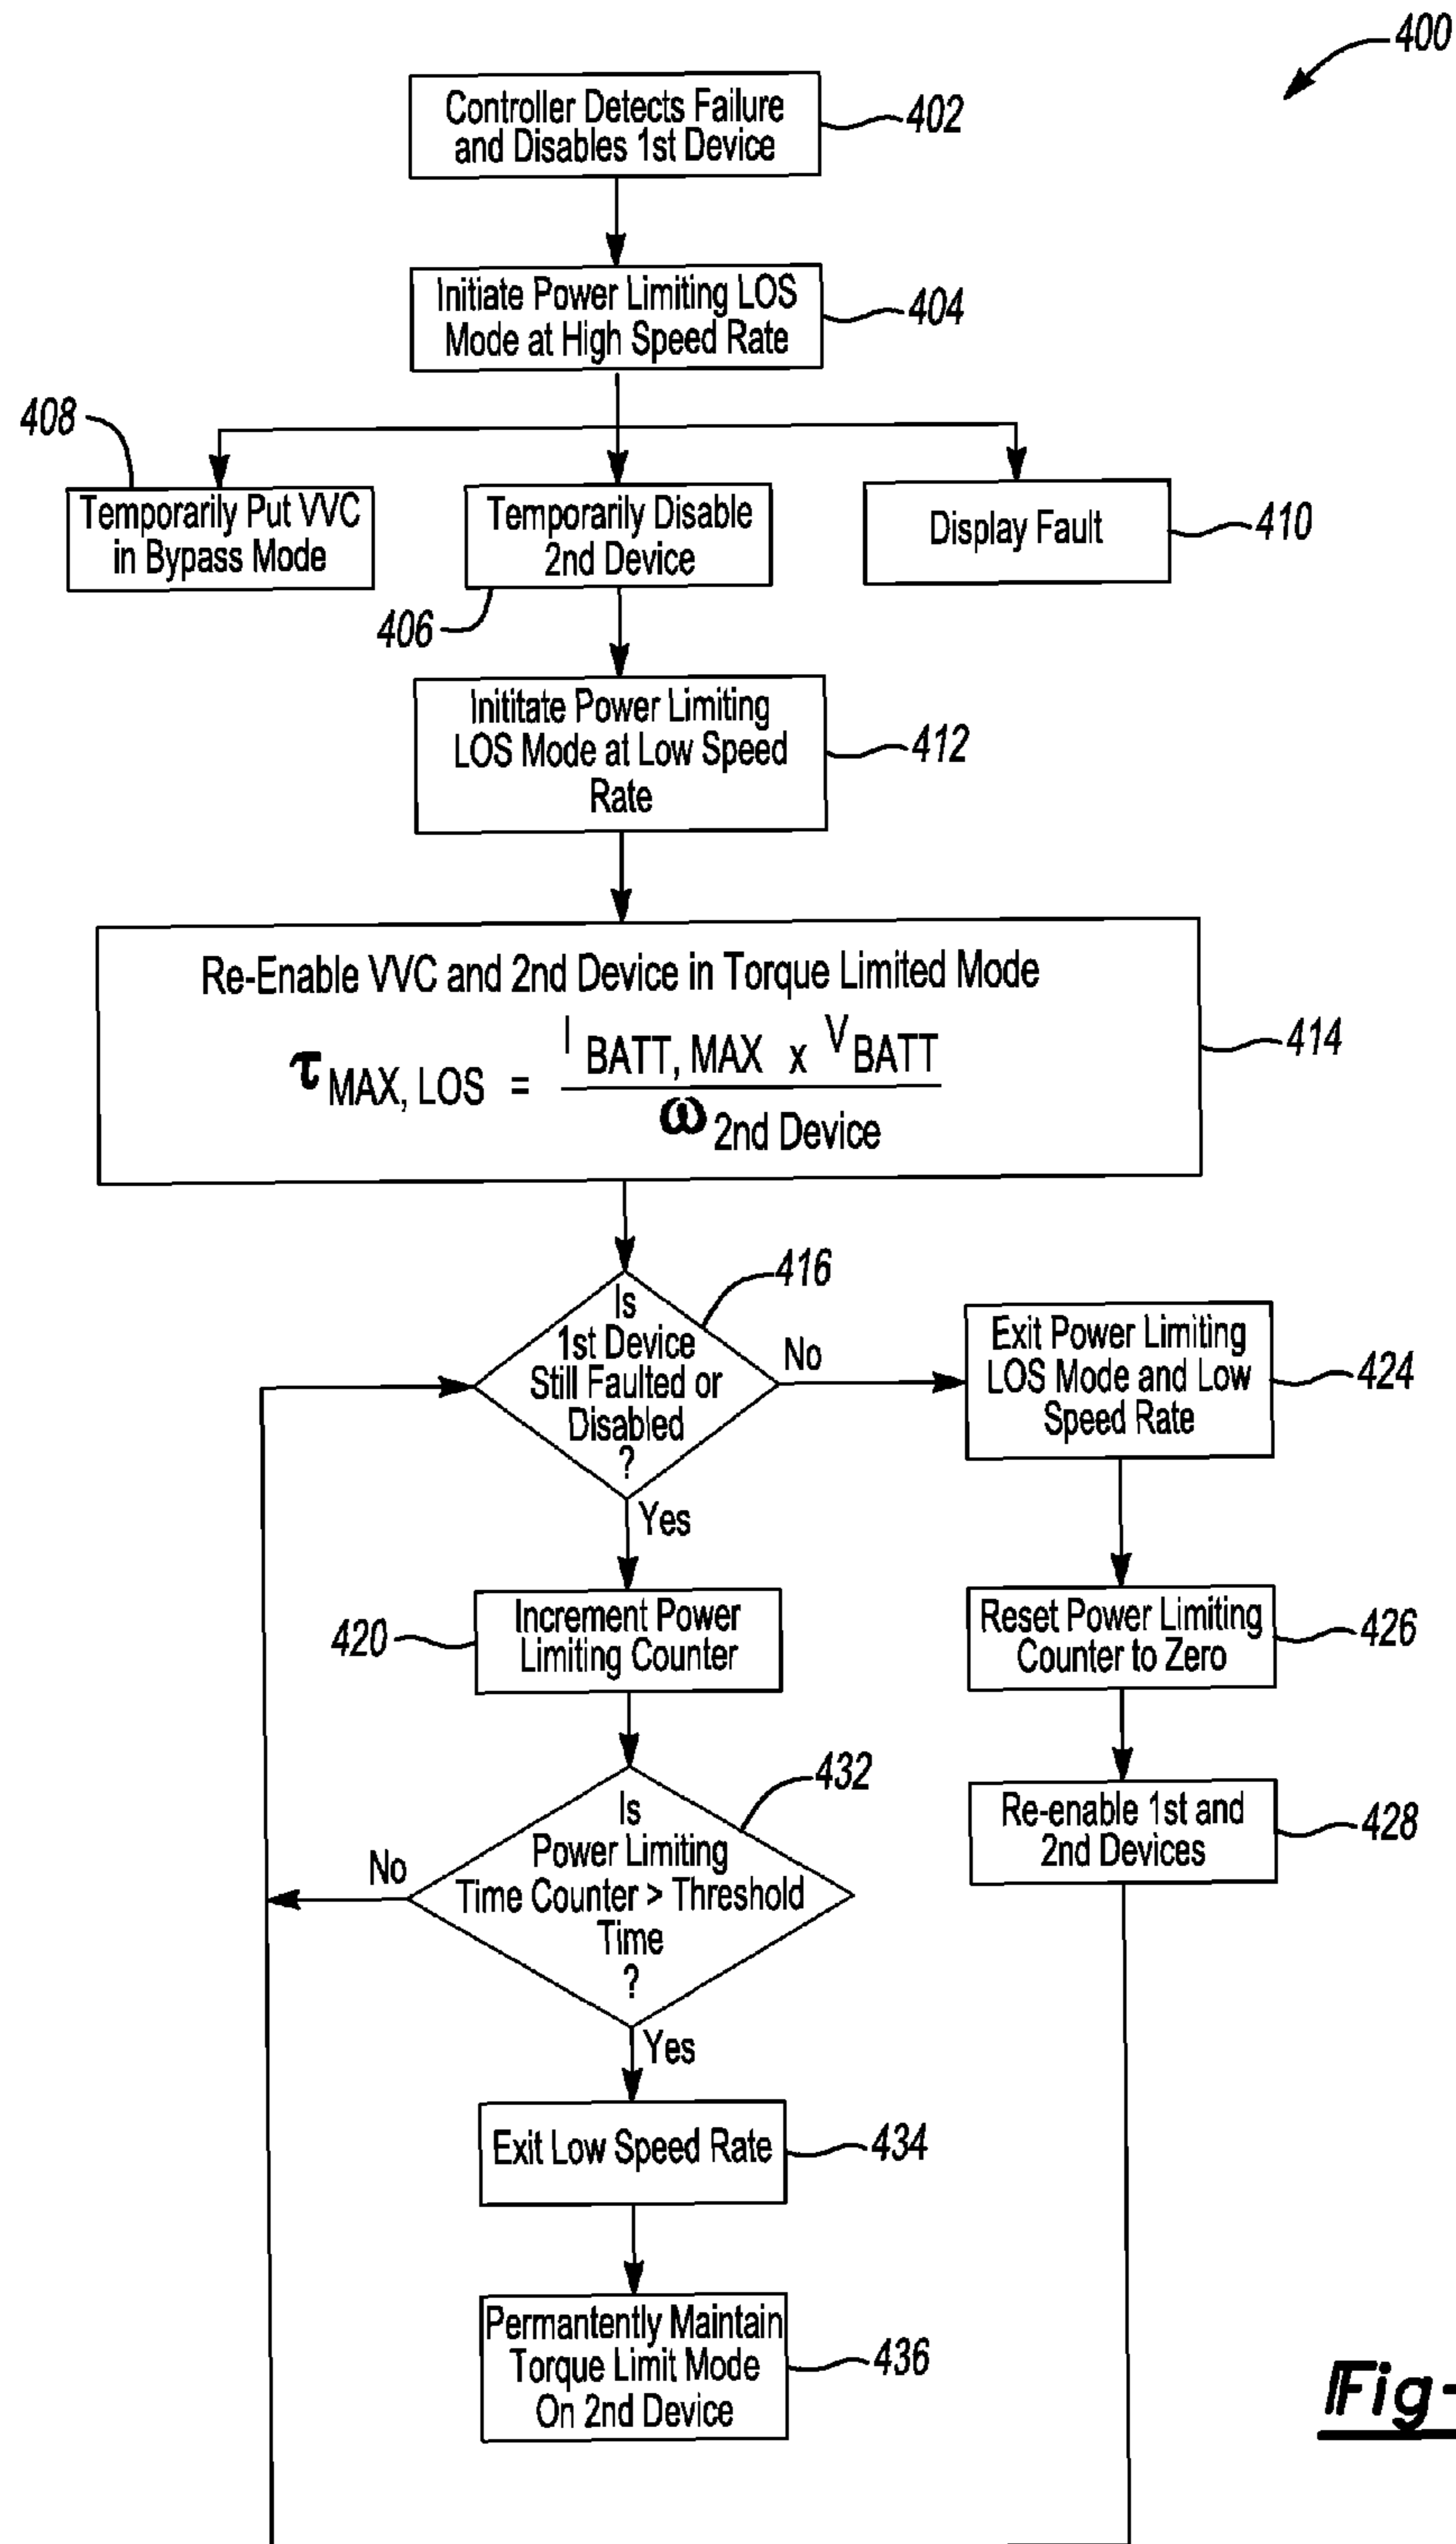 400
Controller Detects Failure
and Disables 1st Device
402
Initiate Power Limiting LOS
Mode at High Speed Rate
404
408
Temporarily Put VVC
in Bypass Mode
Temporarily Disable
2nd Device
406
Display Fault
410
Inititate Power Limiting
LOS Mode at Low Speed
Rate
412
Re-Enable VVC and 2nd Device in Torque Limited Mode
τ MAX, LOS = I BATT, MAX x V BATT
ω 2nd Device
414
416
Is
1st Device
Still Faulted or
Disabled
?
No
Yes
Exit Power Limiting
LOS Mode and Low
Speed Rate
424
420
Increment Power
Limiting Counter
Reset Power Limiting
Counter to Zero
426
432
Is
Power Limiting
Time Counter > Threshold
Time
?
No
Yes
Re-enable 1st and
2nd Devices
428
Exit Low Speed Rate
434
Permantently Maintain
Torque Limit Mode
On 2nd Device
436
Fig-